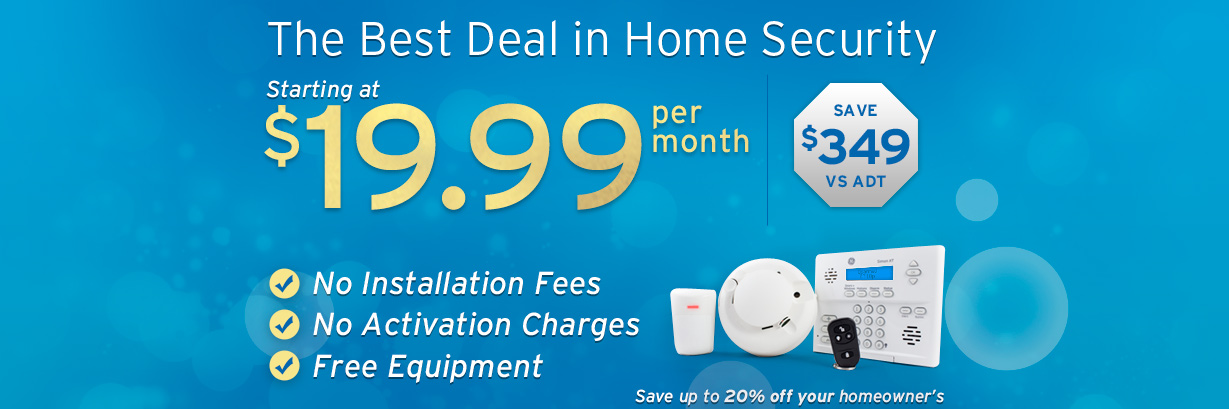 The Best Deal in Home Security
Starting at
$19.99
per
month
SAVE
$349
VS ADT
No Installation Fees
No Activation Charges
Free Equipment
Save up to 20% off your homeowner's